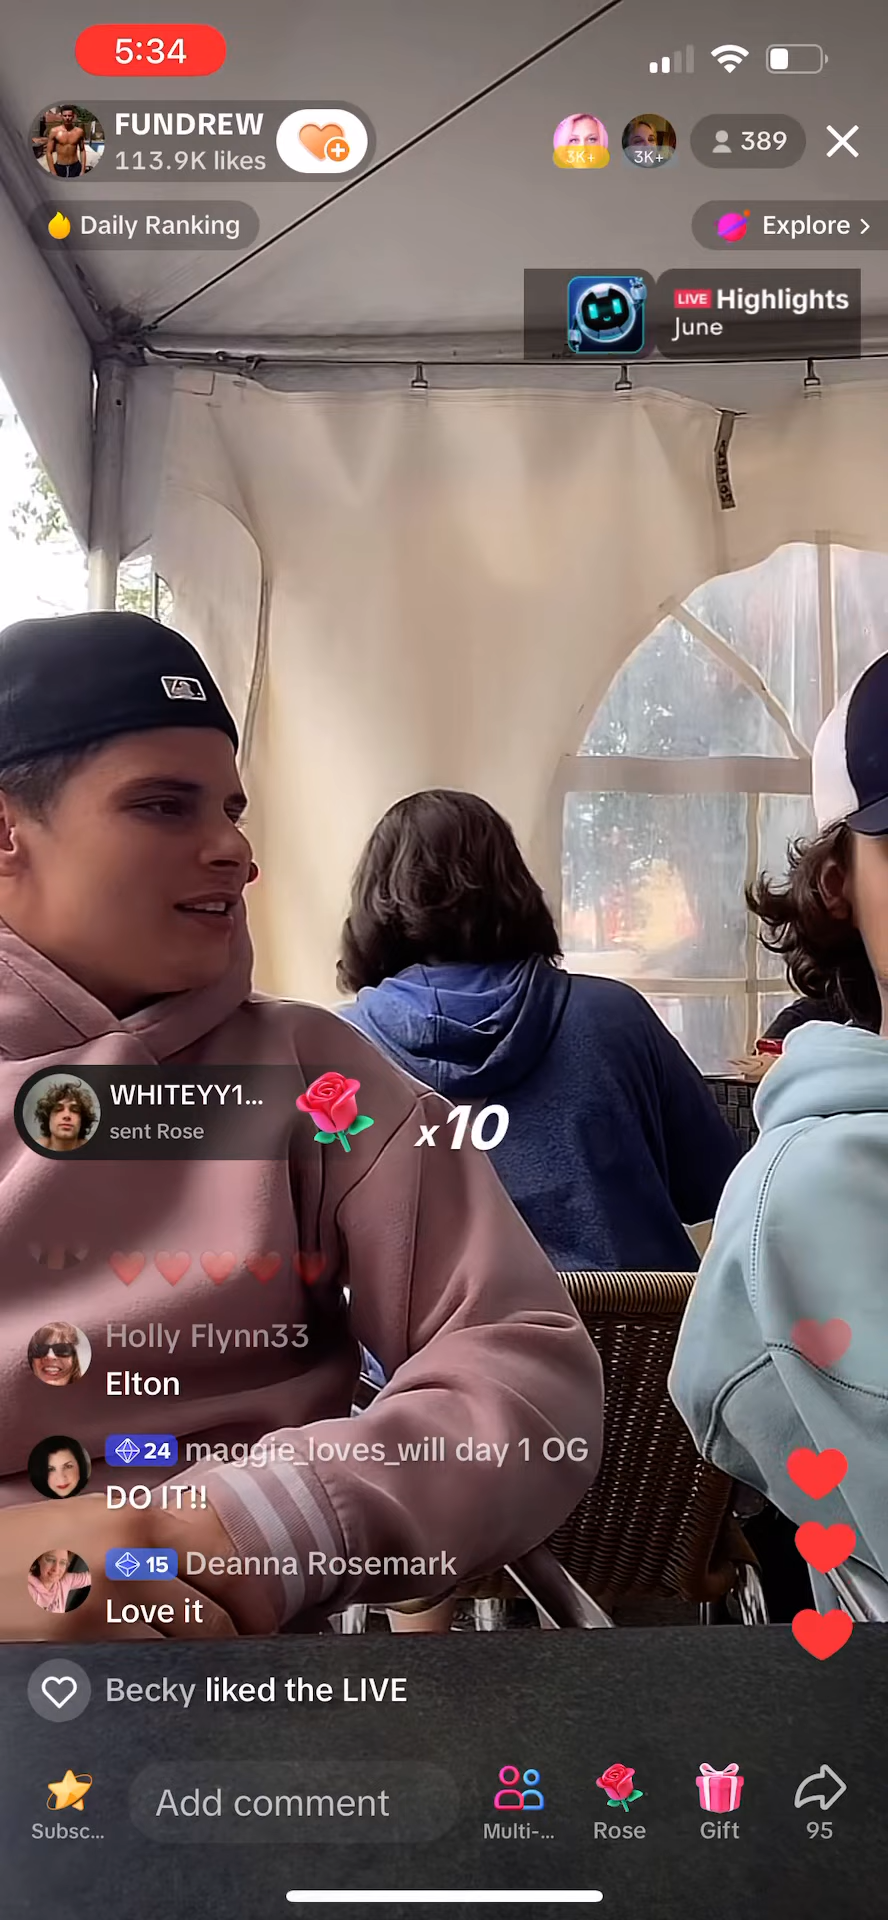 5:34
FUNDREW
113.9K likes
3K+
3K+
389
Daily Ranking
Explore >
LIVE Highlights
June
WHITEYY1...
sent Rose
x10
Holly Flynn33
Elton
24 maggie_loves_will day 1 OG
DO IT!!
15 Deanna Rosemark
Love it
Becky liked the LIVE
Add comment
Subsc...
Multi-...
Rose
Gift
95